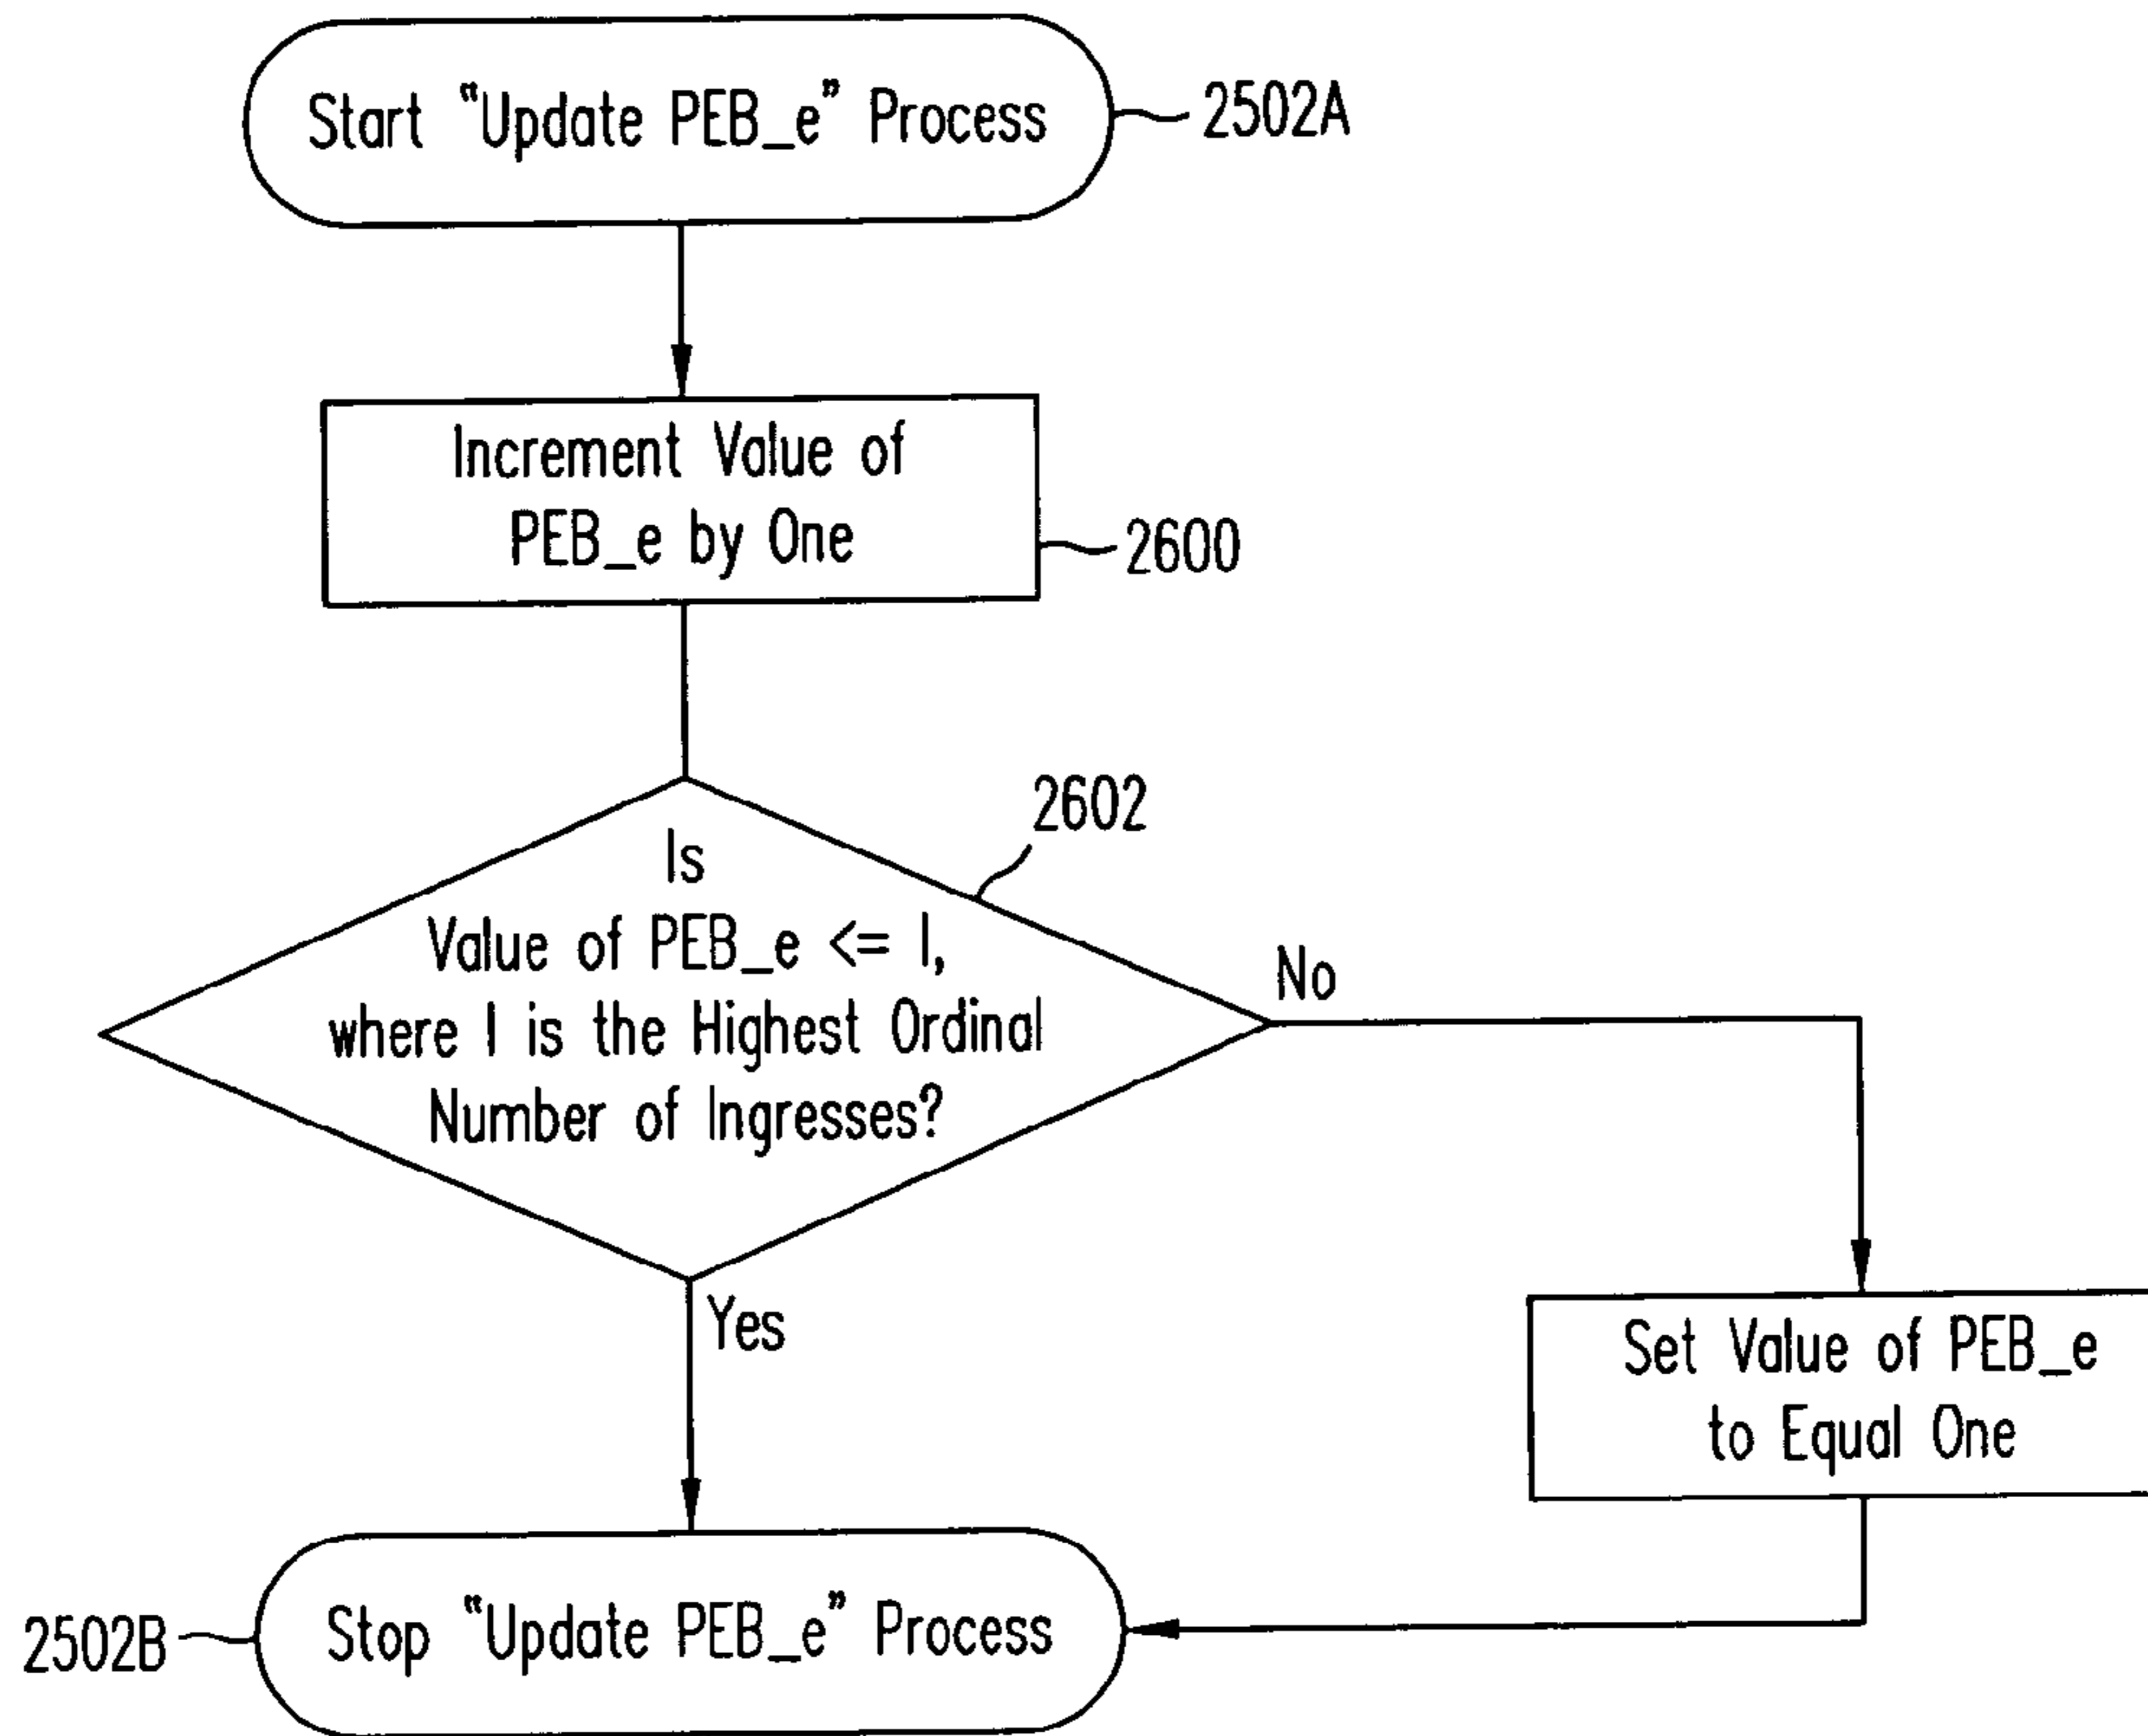 Start "Update PEB_e" Process
2502A
Increment Value of
PEB_e by One
2600
2602
Is
Value of PEB_e <= I,
where I is the Highest Ordinal
Number of Ingresses?
No
Yes
Set Value of PEB_e
to Equal One
2502B
Stop "Update PEB_e" Process